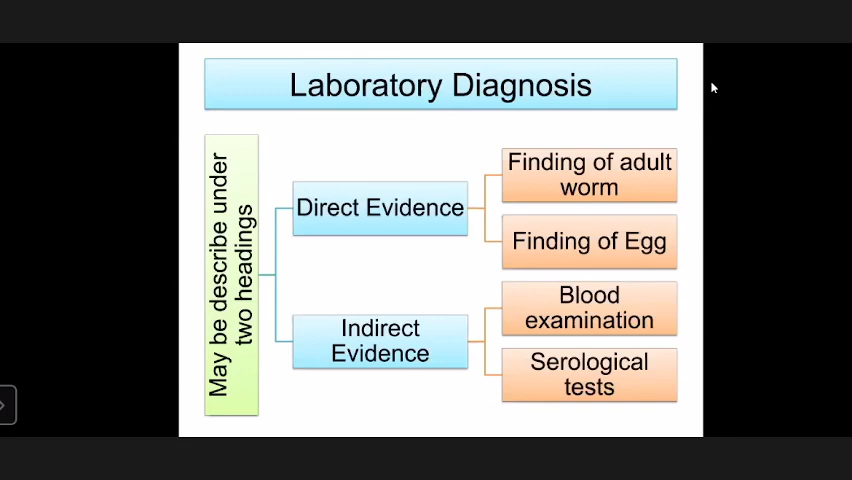 Laboratory Diagnosis
May be describe under
two headings
Direct Evidence
Finding of adult
worm
Finding of Egg
Indirect
Evidence
Blood
examination
Serological
tests